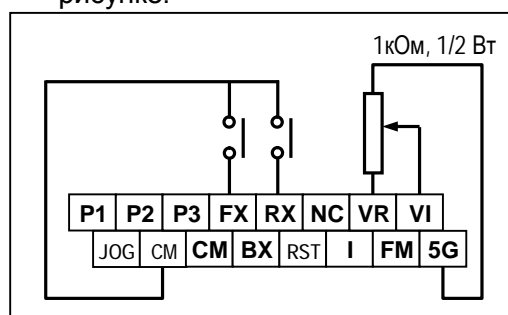 рисунке.
1кОм, 1/2 Вт
P1 P2 P3 FX RX NC VR VI
JOG CM CM BX RST I FM 5G